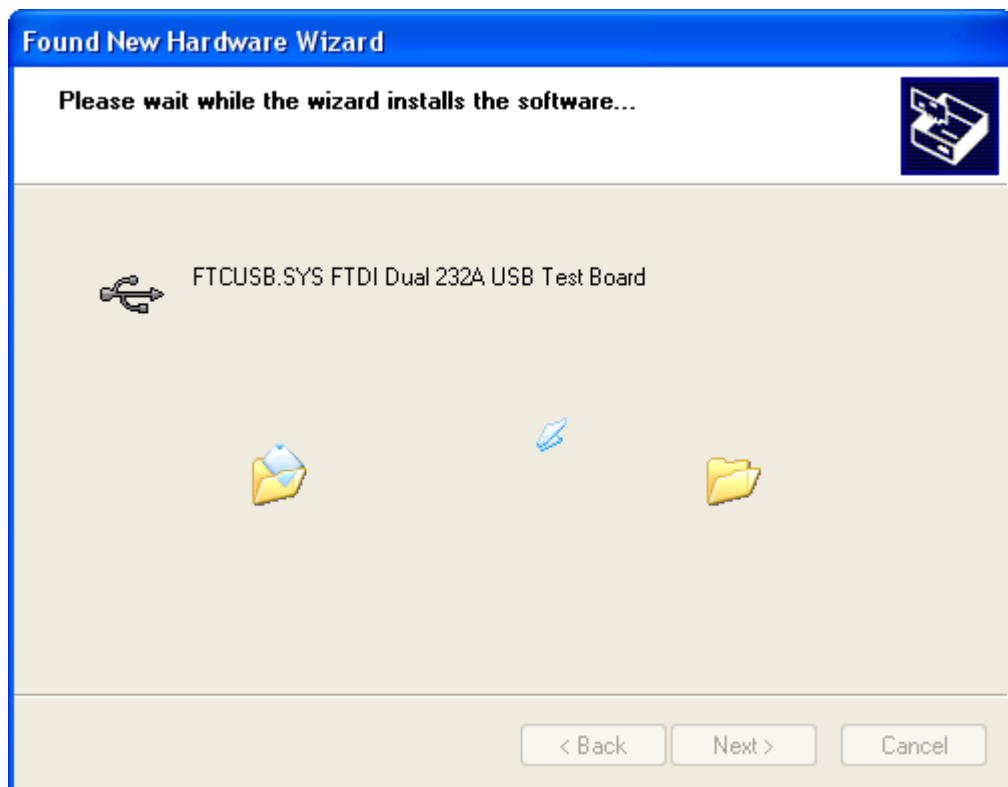 Found New Hardware Wizard
Please wait while the wizard installs the software...
FTCUSB.SYS FTDI Dual 232A USB Test Board
< Back Next > Cancel